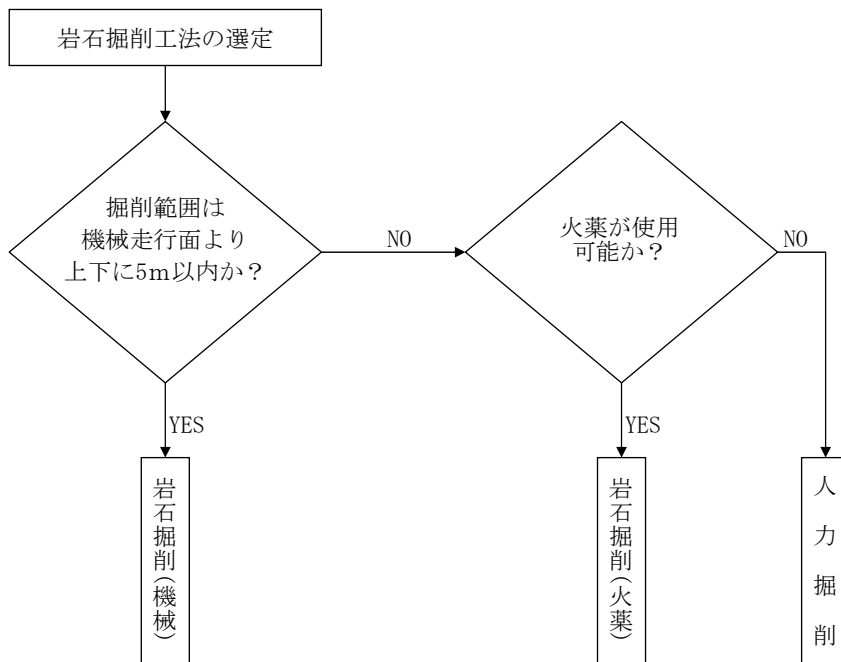 岩石掘削工法の選定
掘削範囲は
機械走行面より
上下に5m以内か？
NO
火薬が使用
可能か？
NO
YES
YES
岩石掘削(機械)
岩石掘削(火薬)
人力掘削